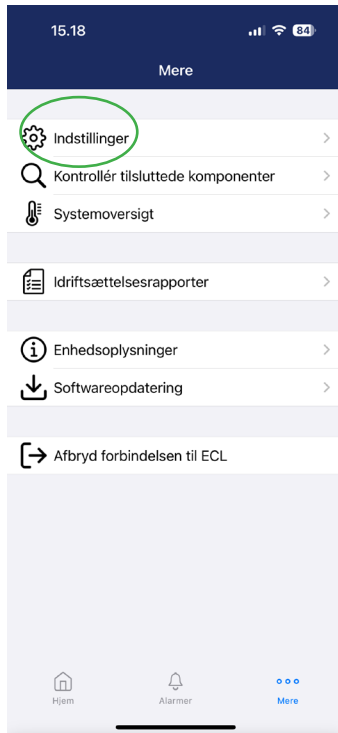 15.18
84
Mere
Indstillinger
Kontrollér tilsluttede komponenter
Systemoversigt
Idriftsættelsesrapporter
Enhedsoplysninger
Softwareopdatering
Afbryd forbindelsen til ECL
Hjem
Alarmer
Mere